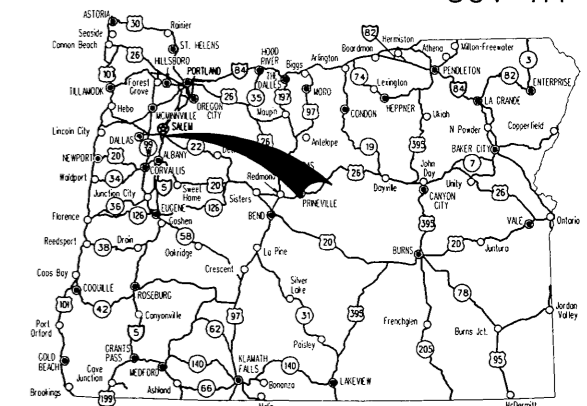 ASTORIA 30 Rainier
Seaside
Cannon Beach 26 ST. HELENS
HILLSBORO
101 Forest Grove PORTLAND 84
TILLAMOOK
OREGON CITY 26
HOOD RIVER
THE DALLES
Biggs
Arlington
Boardman
82
Hermiston
Athena
Milton-Freewater
PENDLETON
3
82
ENTERPRISE
84
LA GRANDE
35
197
MORO
97
74
Lexington
HEPPNER
CONDON
Ukiah
Hebo
MCMINNVILLE
Maupin
N Powder
Copperfield
Lincoln City
SALEM
DALLAS
99
Antelope
19
395
BAKER CITY
7
NEWPORT 20
ALBANY
22
CORVALLIS
Waldport 34
5
Sweet Home
20
Redmond
26
Dayville
John Day
Unity
26
CANYON CITY
Junction City
36
126
EUGENE
126
Sisters
PRINEVILLE
BEND
395
VALE
Ontario
Florence
Goshen
58
Reedsport
38
Drain
Oakridge
La Pine
20
BURNS
20
Juntura
Crescent
Coos Bay
COQUILLE
42
ROSEBURG
Silver Lake
78
101
Canyonville
97
31
Port Orford
62
Frenchglen
Burns Jct.
Jordan Valley
5
Paisley
395
205
95
GOLD BEACH
GRANTS PASS
MEDFORD
140
KLAMATH FALLS
140
Bonanza
LAKEVIEW
Cave Junction
Brookings
199
Ashland
66
McDermitt